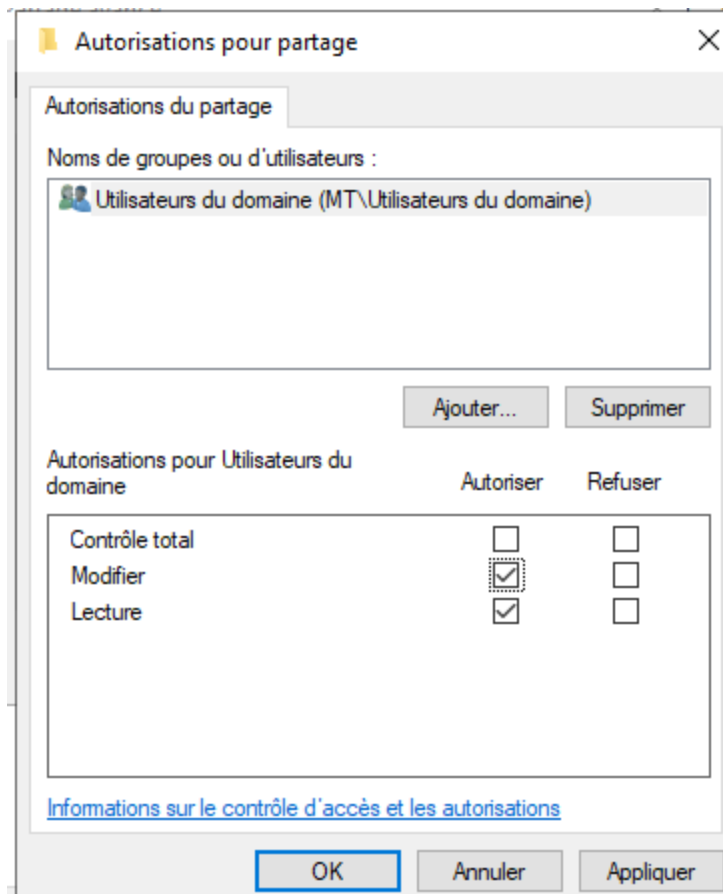 Autorisations pour partage
Autorisations du partage
Noms de groupes ou d'utilisateurs :
Utilisateurs du domaine (MT\Utilisateurs du domaine)
Ajouter...
Supprimer
Autorisations pour Utilisateurs du
domaine
Autoriser
Refuser
Contrôle total
Modifier
Lecture
Informations sur le contrôle d'accès et les autorisations
OK
Annuler
Appliquer